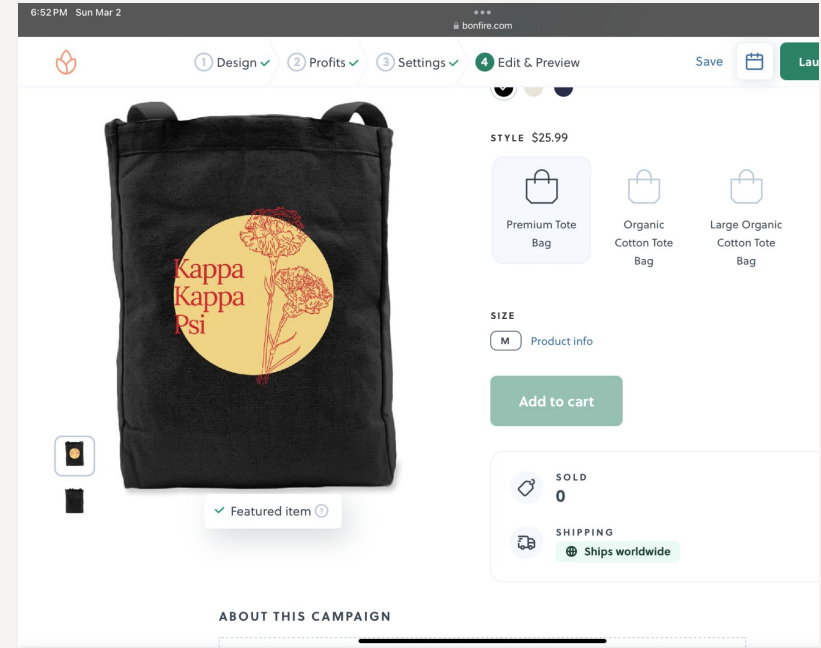 6:52 PM Sun Mar 2
bonfire.com
1 Design
2 Profits
3 Settings
4 Edit & Preview
Save
Lau
STYLE $25.99
Premium Tote
Bag
Organic
Cotton Tote
Bag
Large Organic
Cotton Tote
Bag
Kappa
Kappa
Psi
SIZE
M Product info
Add to cart
Featured item ?
SOLD
0
SHIPPING
Ships worldwide
ABOUT THIS CAMPAIGN